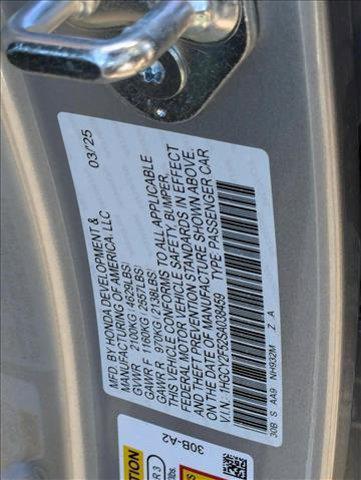 MFD. BY HONDA DEVELOPMENT & 03/'25
MANUFACTURING OF AMERICA, LLC
GVWR 2100KG (4629LBS)
GAWR F 1160KG (2557LBS)
GAWR R 970KG (2138LBS)
THIS VEHICLE CONFORMS TO ALL APPLICABLE
FEDERAL MOTOR VEHICLE SAFETY, BUMPER,
THEFT PREVENTION STANDARDS IN EFFECT
ON THE DATE OF MANUFACTURE SHOWN ABOVE.
V.I.N. 1HGCY2F82SA038459 TYPE PASSENGER CAR
30B S AA9 NH932M Z A
30B-A2